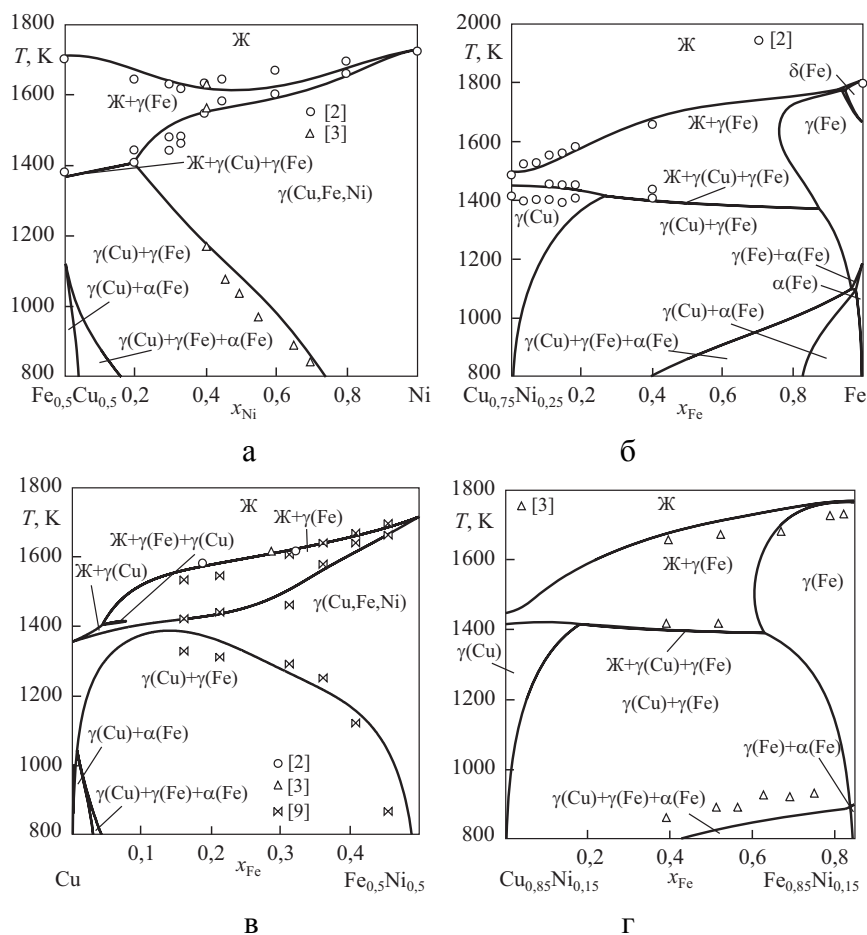 1800
T, K
1600
1400
1200
1000
800
Ж
Ж+γ(Fe)
[2]
[3]
Ж+γ(Cu)+γ(Fe)
γ(Cu,Fe,Ni)
γ(Cu)+γ(Fe)
γ(Cu)+α(Fe)
γ(Cu)+γ(Fe)+α(Fe)
Fe0,5Cu0,5 0,2 0,4 0,6 0,8 Ni
xNi
а
2000
T, K
1800
1600
1400
1200
1000
800
Ж
[2]
δ(Fe)
γ(Fe)
Ж+γ(Fe)
Ж+γ(Cu)+γ(Fe)
γ(Cu)
γ(Cu)+γ(Fe)
γ(Fe)+α(Fe)
α(Fe)
γ(Cu)+α(Fe)
γ(Cu)+γ(Fe)+α(Fe)
Cu0,75Ni0,25 0,2 0,4 0,6 0,8 Fe
xFe
б
1800
T, K
1600
1400
1200
1000
800
Ж
Ж+γ(Fe)
Ж+γ(Fe)+γ(Cu)
Ж+γ(Cu)
γ(Cu,Fe,Ni)
γ(Cu)+γ(Fe)
γ(Cu)+α(Fe)
[2]
[3]
[9]
γ(Cu)+γ(Fe)+α(Fe)
0,1 0,2 0,3 0,4
Cu xFe Fe0,5Ni0,5
в
1800
T, K
1600
1400
1200
1000
800
[3]
Ж
Ж+γ(Fe)
γ(Fe)
γ(Cu)
Ж+γ(Cu)+γ(Fe)
γ(Cu)+γ(Fe)
γ(Fe)+α(Fe)
γ(Cu)+γ(Fe)+α(Fe)
0,2 0,4 0,6 0,8
Cu0,85Ni0,15 xFe Fe0,85Ni0,15
г